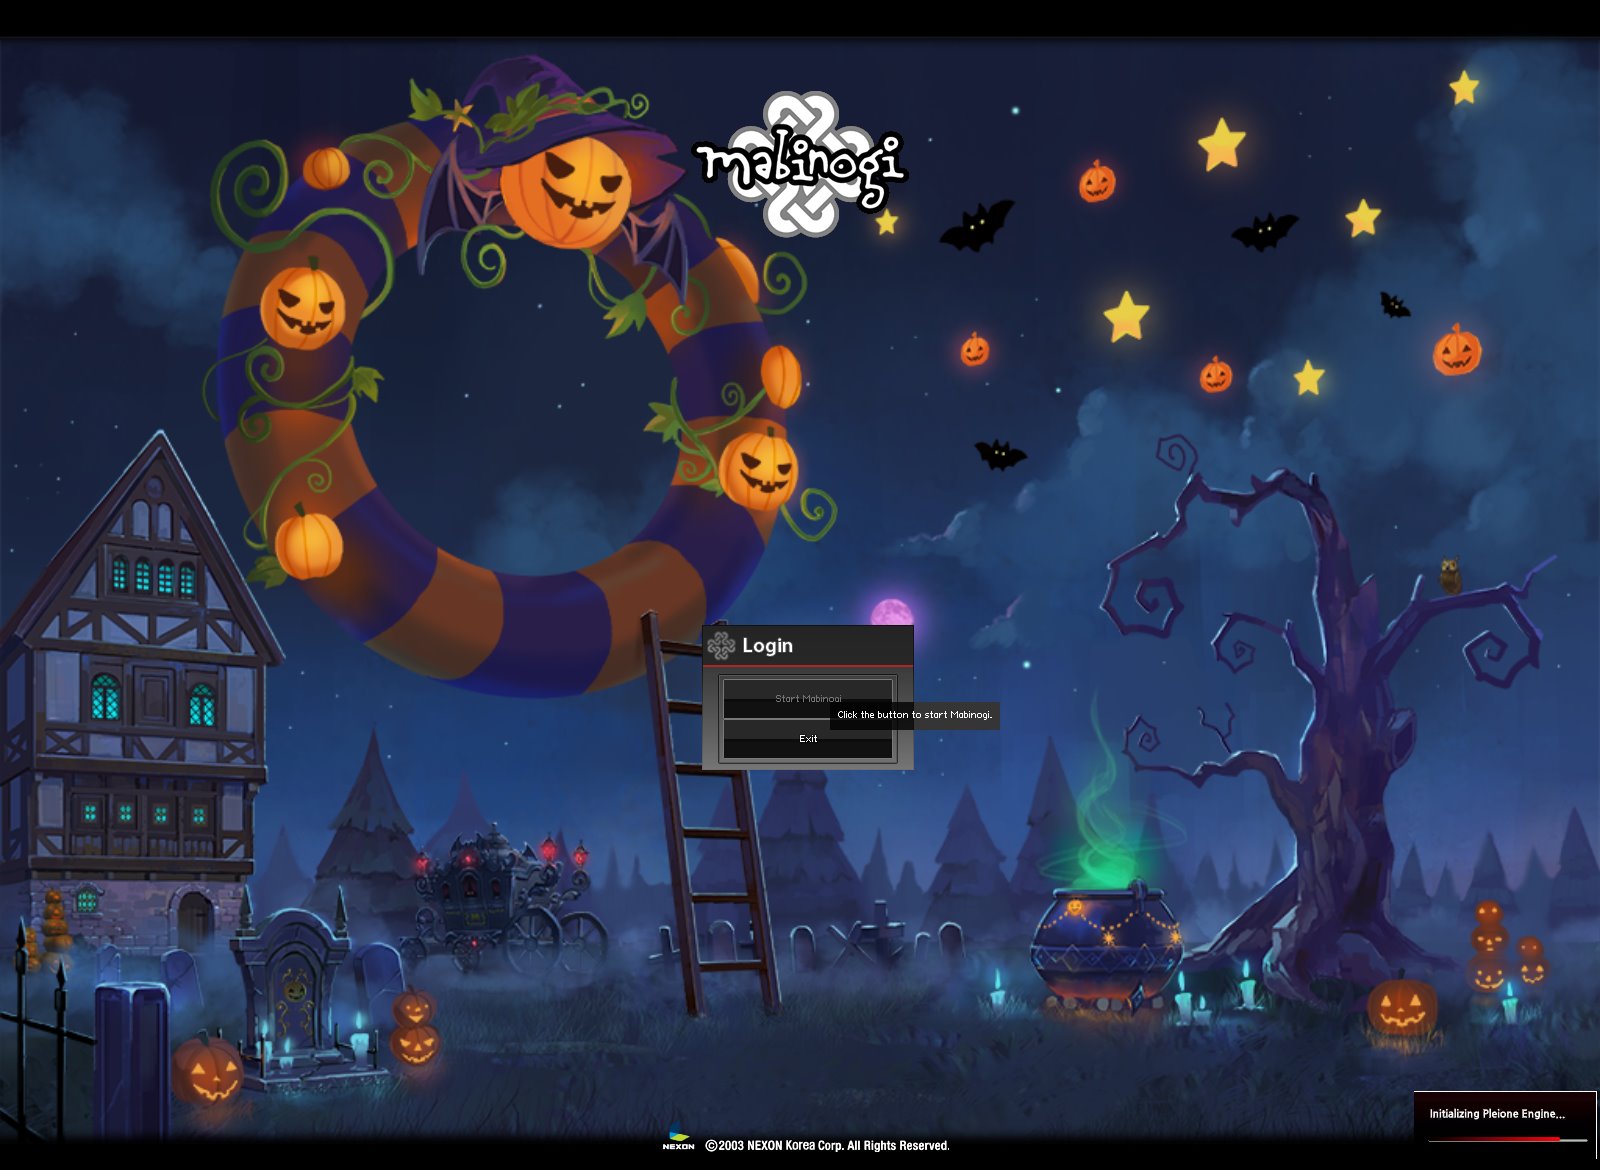 mabinogi
Login
Start Mabinogi
Click the button to start Mabinogi.
Exit
Initializing Pleione Engine...
NEXON ©2003 NEXON Korea Corp. All Rights Reserved.